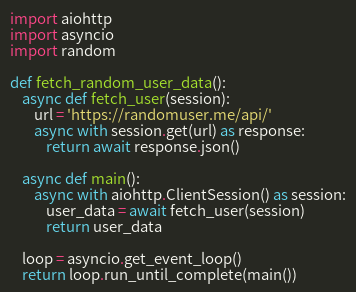 import aiohttp
import asyncio
import random

def fetch_random_user_data():
    async def fetch_user(session):
        url = 'https://randomuser.me/api/'
        async with session.get(url) as response:
            return await response.json()

    async def main():
        async with aiohttp.ClientSession() as session:
            user_data = await fetch_user(session)
            return user_data

    loop = asyncio.get_event_loop()
    return loop.run_until_complete(main())